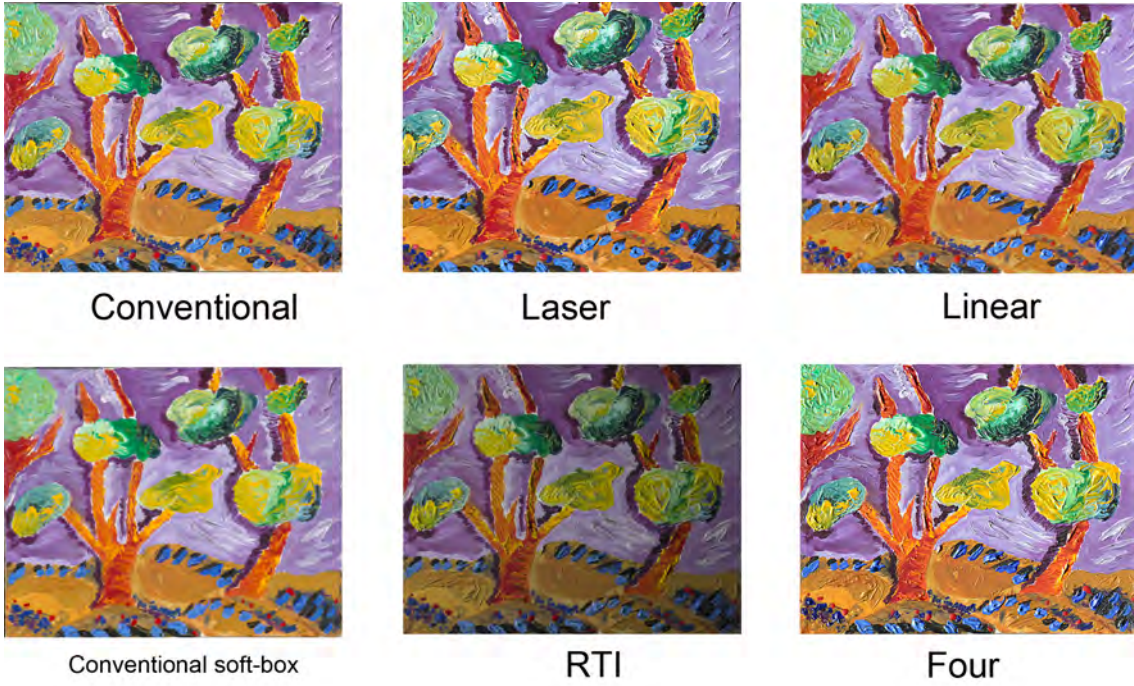 Conventional
Laser
Linear
Conventional soft-box
RTI
Four